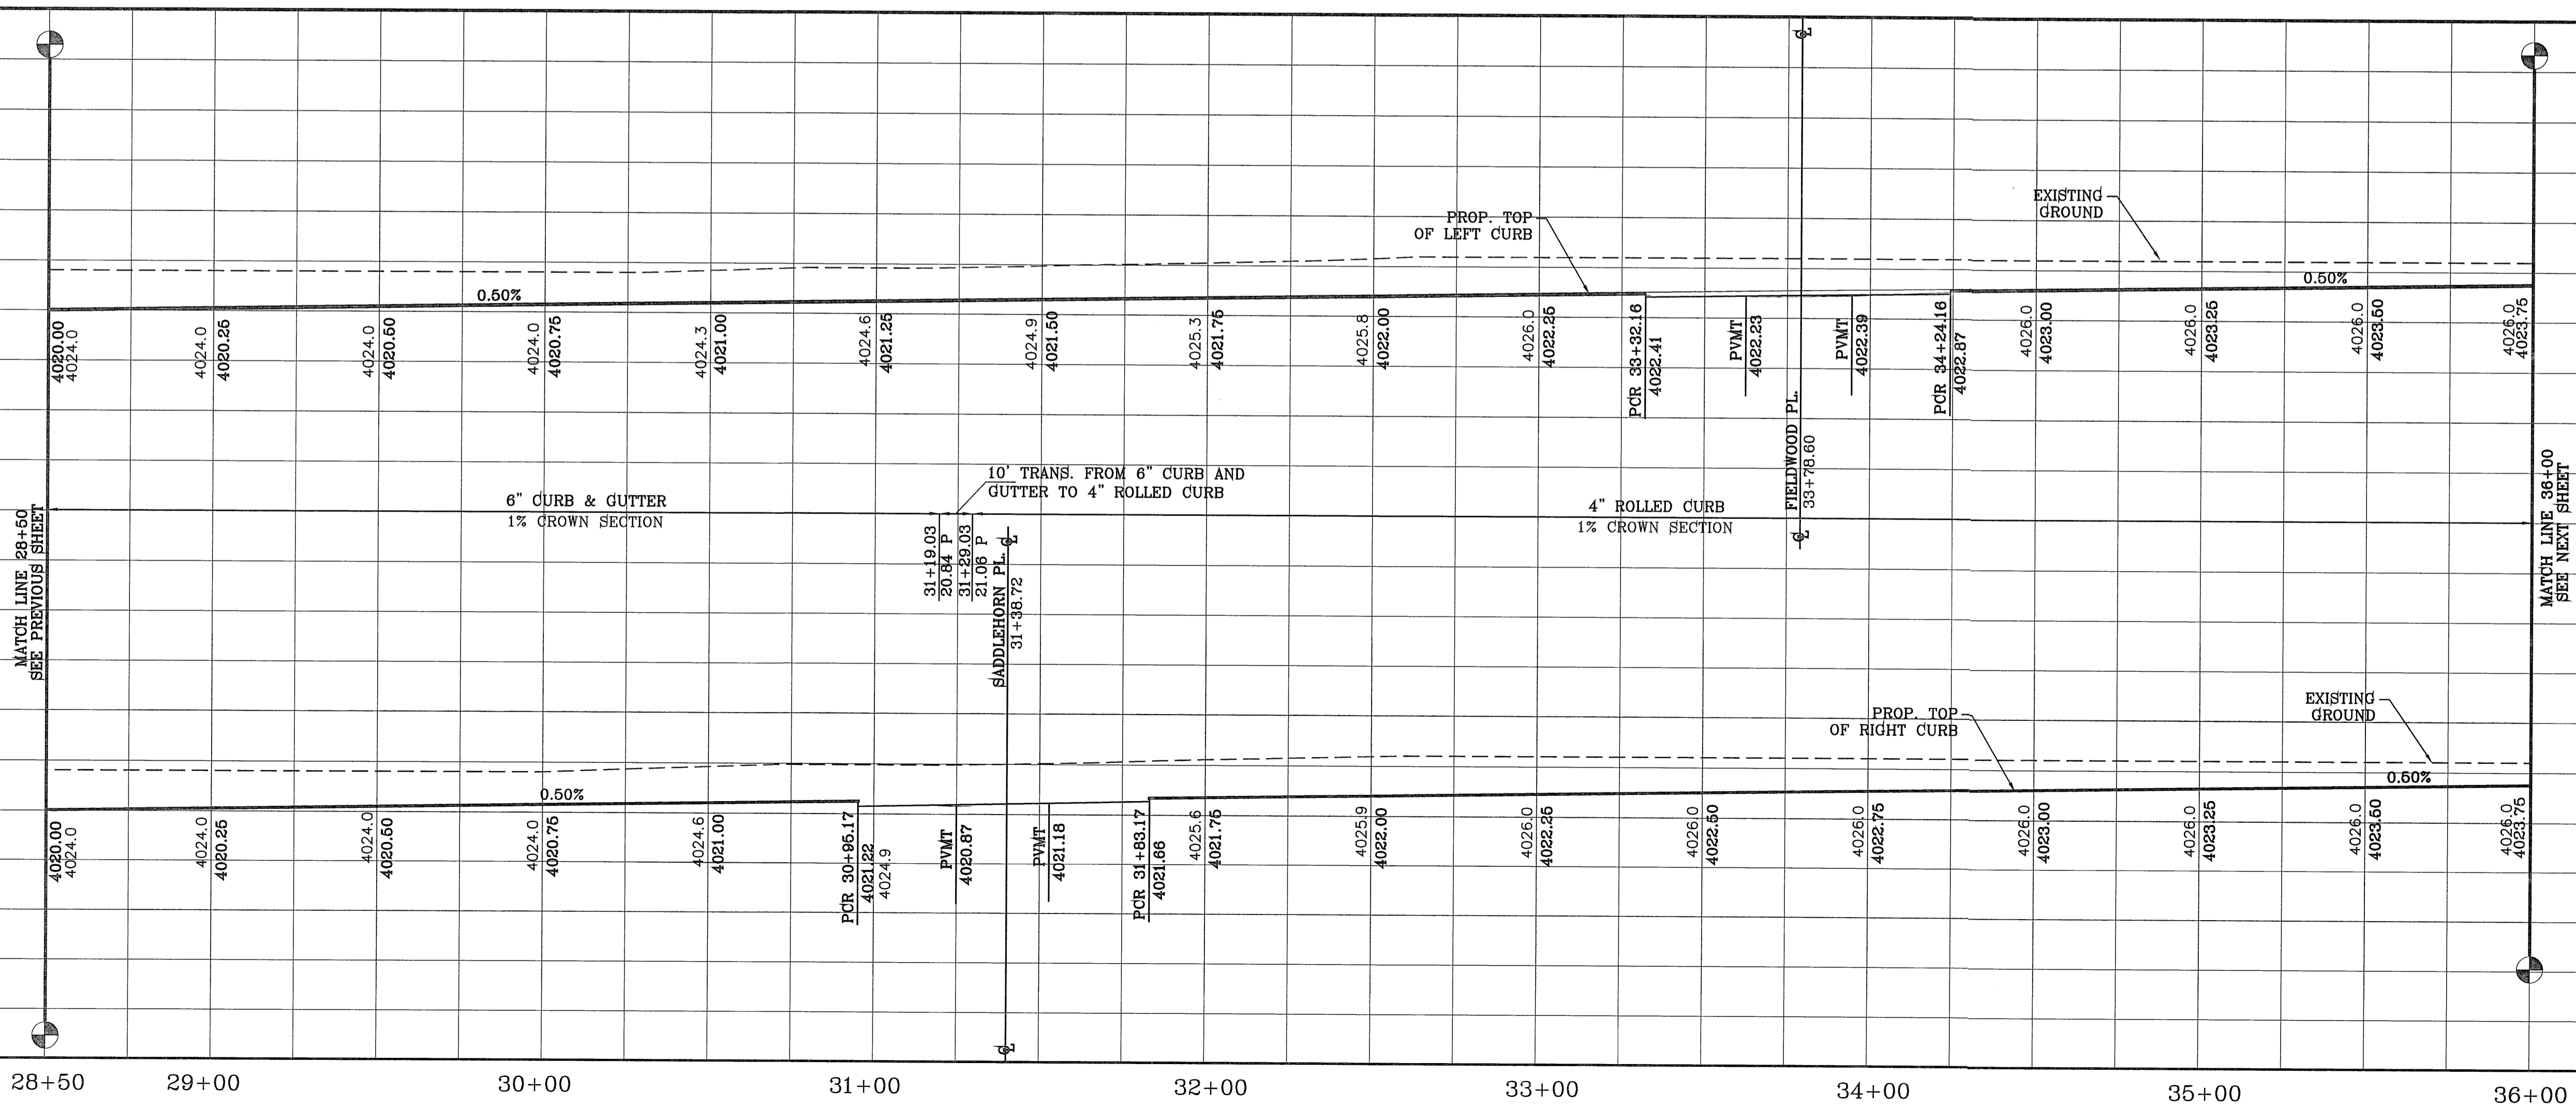 PROP. TOP
OF LEFT CURB
EXISTING
GROUND
0.50%
0.50%
4020.00
4024.0
4024.0
4020.25
4024.0
4020.50
4024.0
4020.75
4024.3
4021.00
4024.6
4021.25
4024.9
4021.50
4025.3
4021.75
4025.8
4022.00
4026.0
4022.25
PCR 33+32.16
4022.41
PVMT
4022.23
PVMT
4022.39
PCR 34+24.16
4022.87
4026.0
4023.00
4026.0
4023.25
4026.0
4023.50
4026.0
4023.75
MATCH LINE 28+50
SEE PREVIOUS SHEET
6" CURB & GUTTER
1% CROWN SECTION
10' TRANS. FROM 6" CURB AND
GUTTER TO 4" ROLLED CURB
31+19.03
20.84 P
31+29.03
21.06 P
SADDLEHORN PL.
31+38.72
4" ROLLED CURB
1% CROWN SECTION
FIELDWOOD PL.
33+78.60
MATCH LINE 36+00
SEE NEXT SHEET
PROP. TOP
OF RIGHT CURB
EXISTING
GROUND
0.50%
0.50%
4020.00
4024.0
4024.0
4020.25
4024.0
4020.50
4024.0
4020.75
4024.6
4021.00
PCR 30+95.17
4021.22
4024.9
PVMT
4020.87
PVMT
4021.18
PCR 31+83.17
4021.66
4025.6
4021.75
4025.9
4022.00
4026.0
4022.25
4026.0
4022.50
4026.0
4022.75
4026.0
4023.00
4026.0
4023.25
4026.0
4023.50
4026.0
4023.75
28+50
29+00
30+00
31+00
32+00
33+00
34+00
35+00
36+00